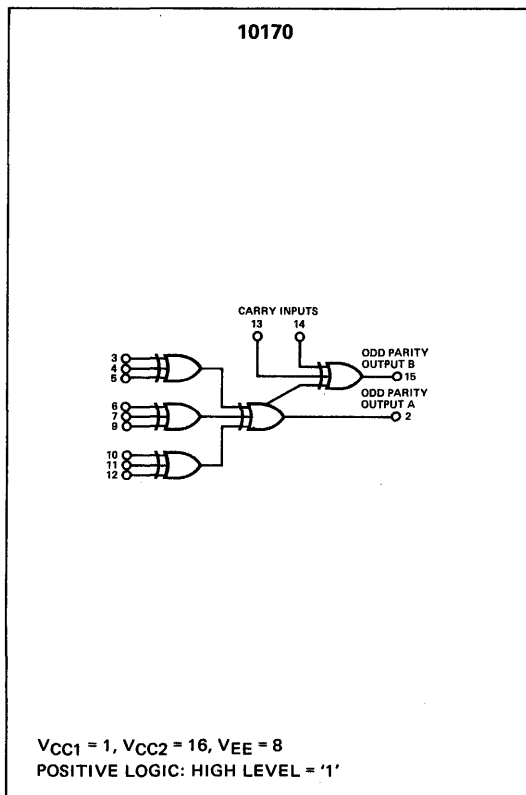 10170
CARRY INPUTS
13 14
3
4
5
ODD PARITY
OUTPUT B
15
ODD PARITY
OUTPUT A
2
6
7
9
10
11
12
VCC1 = 1, VCC2 = 16, VEE = 8
POSITIVE LOGIC: HIGH LEVEL = '1'